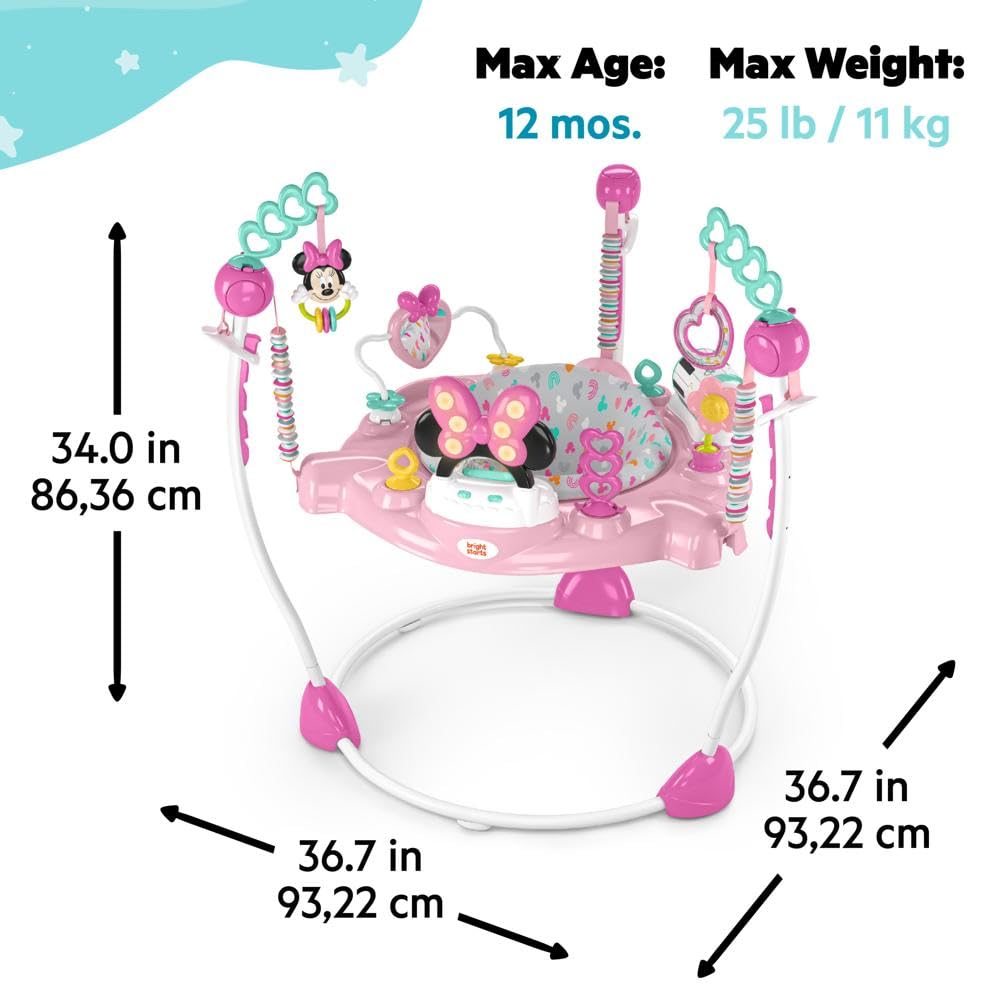 Max Age:
12 mos.
Max Weight:
25 lb / 11 kg
34.0 in
86,36 cm
bright
starts
36.7 in
93,22 cm
36.7 in
93,22 cm